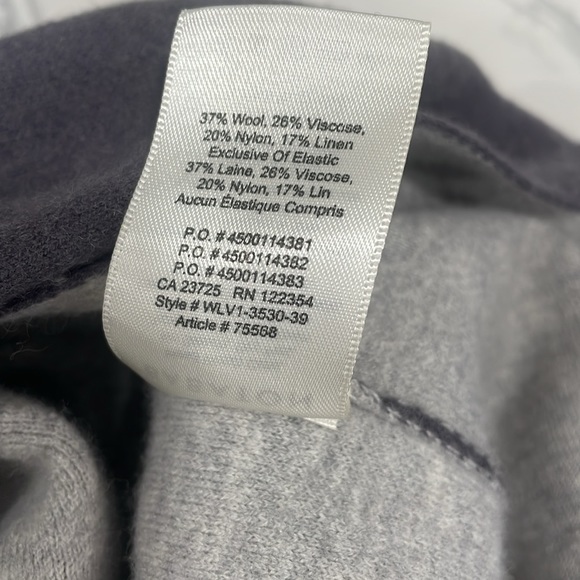 37% Wool, 26% Viscose,
20% Nylon, 17% Linen
Exclusive Of Elastic
37% Laine, 26% Viscose,
20% Nylon, 17% Lin
Aucun Élastique Compris
P.O. # 4500114381
P.O. # 4500114382
P.O. # 4500114383
CA 23725 RN 122354
Style # WLV1-3530-39
Article # 75568